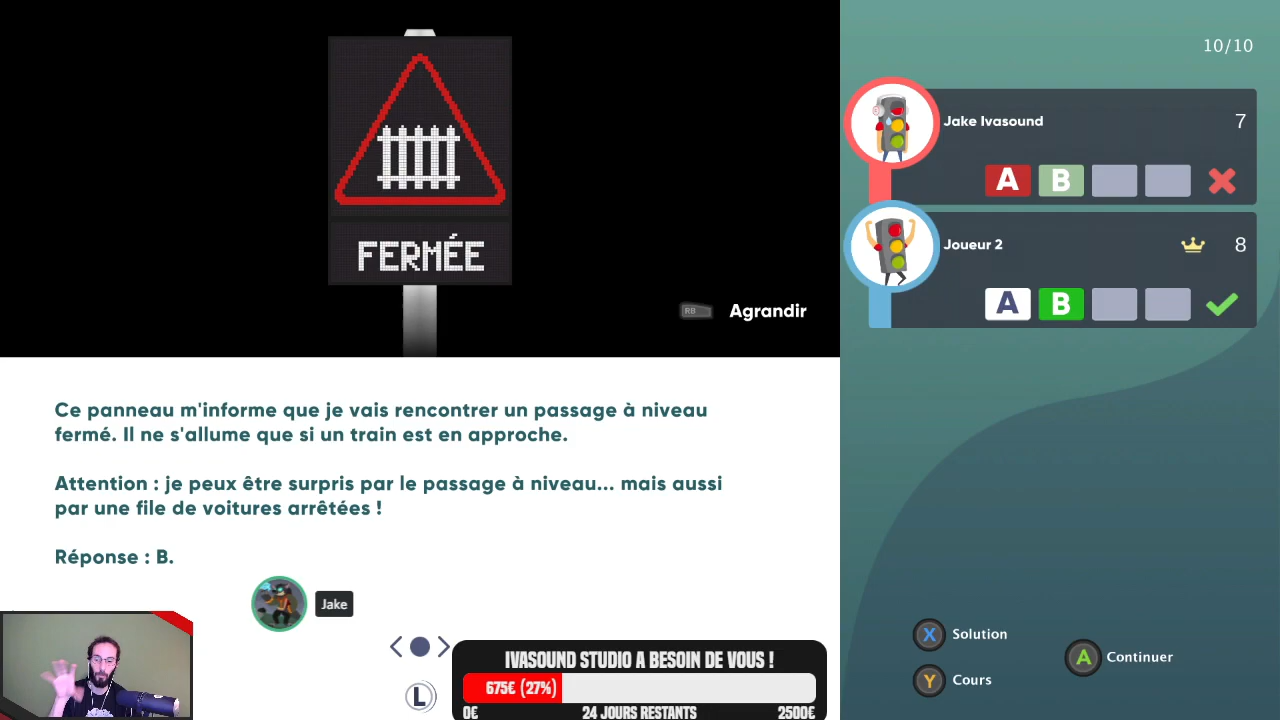 FERMÉE
RB Agrandir
Ce panneau m'informe que je vais rencontrer un passage à niveau
fermé. Il ne s'allume que si un train est en approche.
Attention : je peux être surpris par le passage à niveau... mais aussi
par une file de voitures arrêtées !
Réponse : B.
Jake
L
IVASOUND STUDIO A BESOIN DE VOUS !
675€ (27%)
0€ 24 JOURS RESTANTS 2500€
10/10
Jake Ivasound 7
A B
Joueur 2 8
A B
X Solution
A Continuer
Y Cours